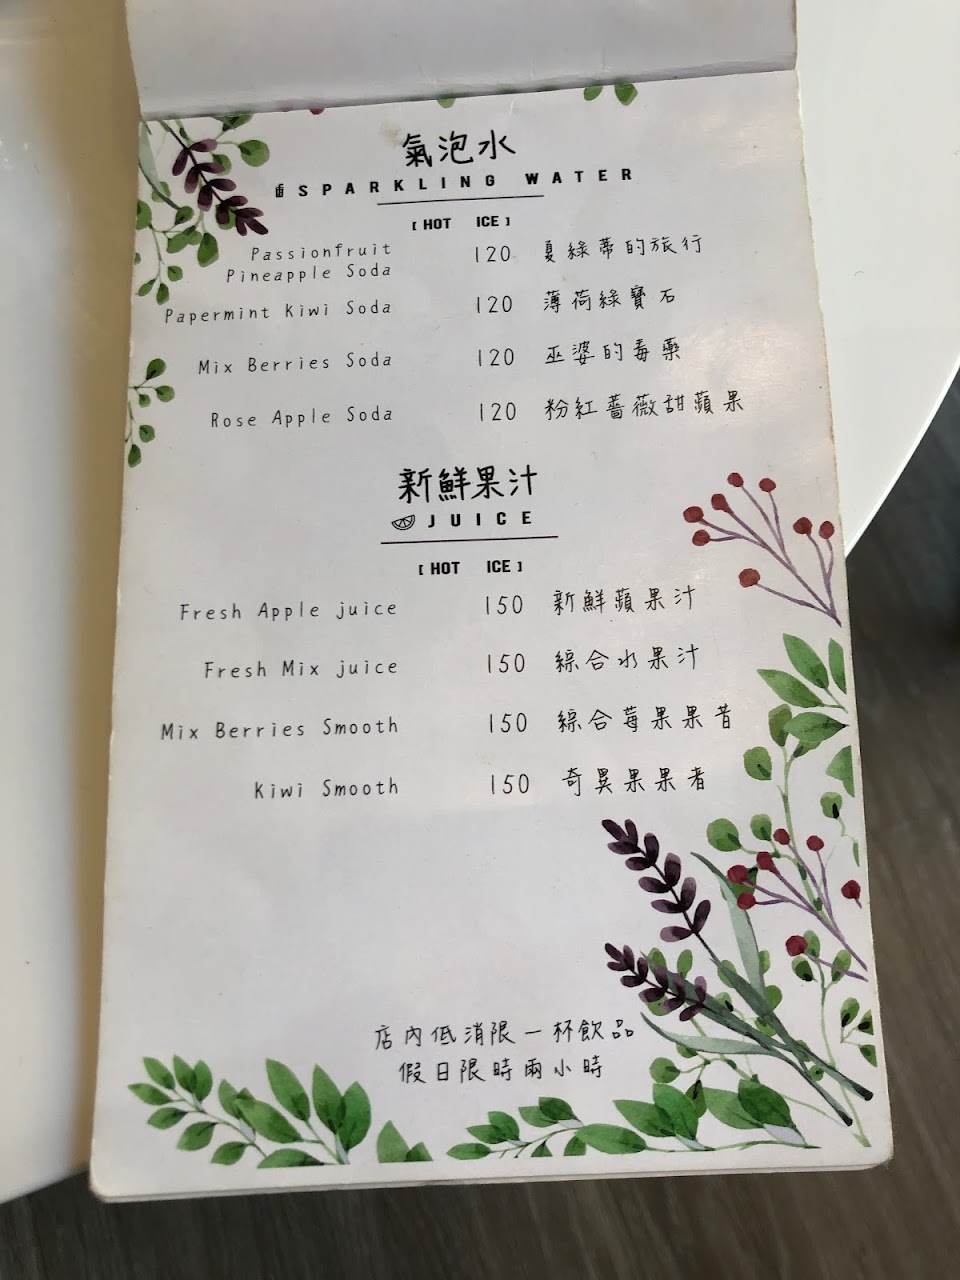 氣泡水
SPARKLING WATER
[HOT ICE]
Passionfruit
Pineapple Soda 120 夏綠蒂的旅行
Papermint Kiwi Soda 120 薄荷綠寶石
Mix Berries Soda 120 巫婆的毒藥
Rose Apple Soda 120 粉紅薔薇甜蘋果
新鮮果汁
JUICE
[HOT ICE]
Fresh Apple juice 150 新鮮蘋果汁
Fresh Mix juice 150 綜合水果汁
Mix Berries Smooth 150 綜合莓果果昔
Kiwi Smooth 150 奇異果果者
店內低消限一杯飲品
假日限時兩小時